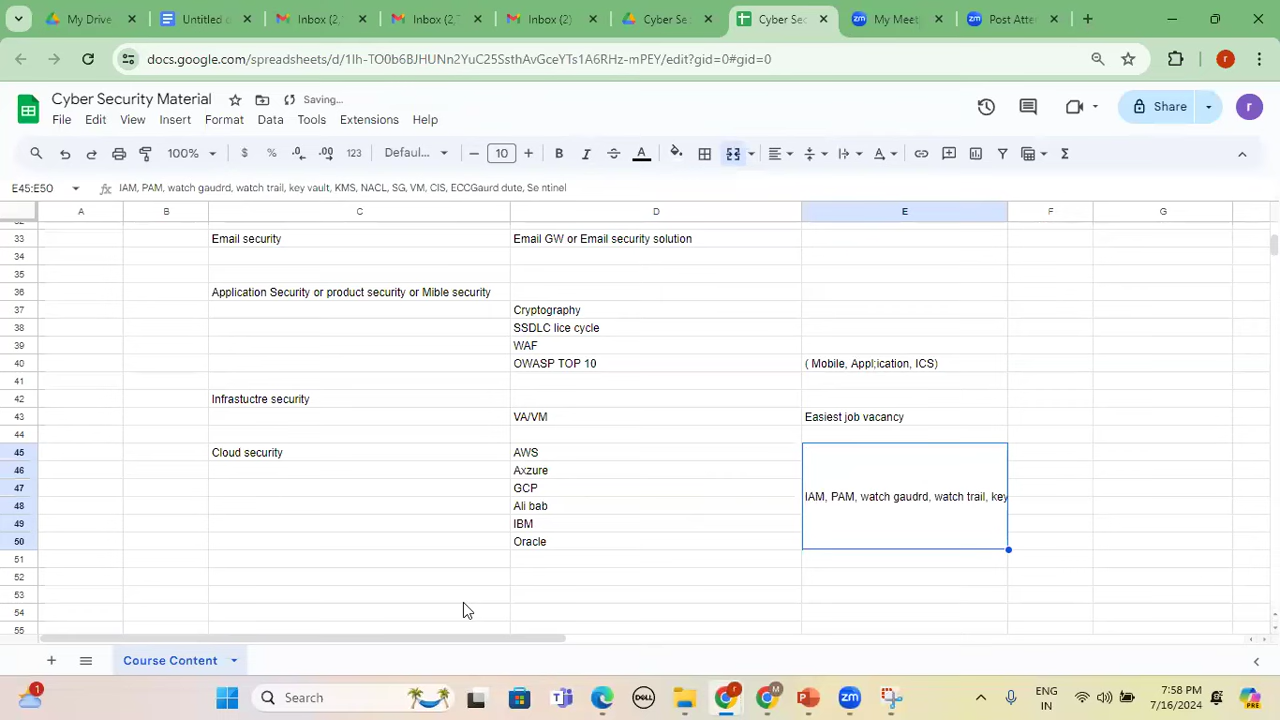 My Drive
Untitled o
Inbox (2,
Inbox (2,
Inbox (2)
Cyber Se
Cyber Sec
My Meet
Post Atte
docs.google.com/spreadsheets/d/1Ih-TO0b6BJHUNn2YuC25SsthAvGceYTs1A6RHz-mPEY/edit?gid=0#gid=0
r
Cyber Security Material
Saving...
Share
r
File Edit View Insert Format Data Tools Extensions Help
100% $ % .0 .00 123 Defaul... 10 B I A
E45:E50
fx IAM, PAM, watch gaudrd, watch trail, key vault, KMS, NACL, SG, VM, CIS, ECCGaurd dute, Se ntinel
A B C D E F G
33 Email security Email GW or Email security solution
34
35
36 Application Security or product security or Mible security
37 Cryptography
38 SSDLC lice cycle
39 WAF
40 OWASP TOP 10 ( Mobile, Appl;ication, ICS)
41
42 Infrastuctre security
43 VA/VM Easiest job vacancy
44
45 Cloud security AWS
46 Axzure
47 GCP IAM, PAM, watch gaudrd, watch trail, key
48 Ali bab
49 IBM
50 Oracle
51
52
53
54
55
Course Content
1 Search DELL r M zm ENG IN 7:58 PM 7/16/2024 PRE